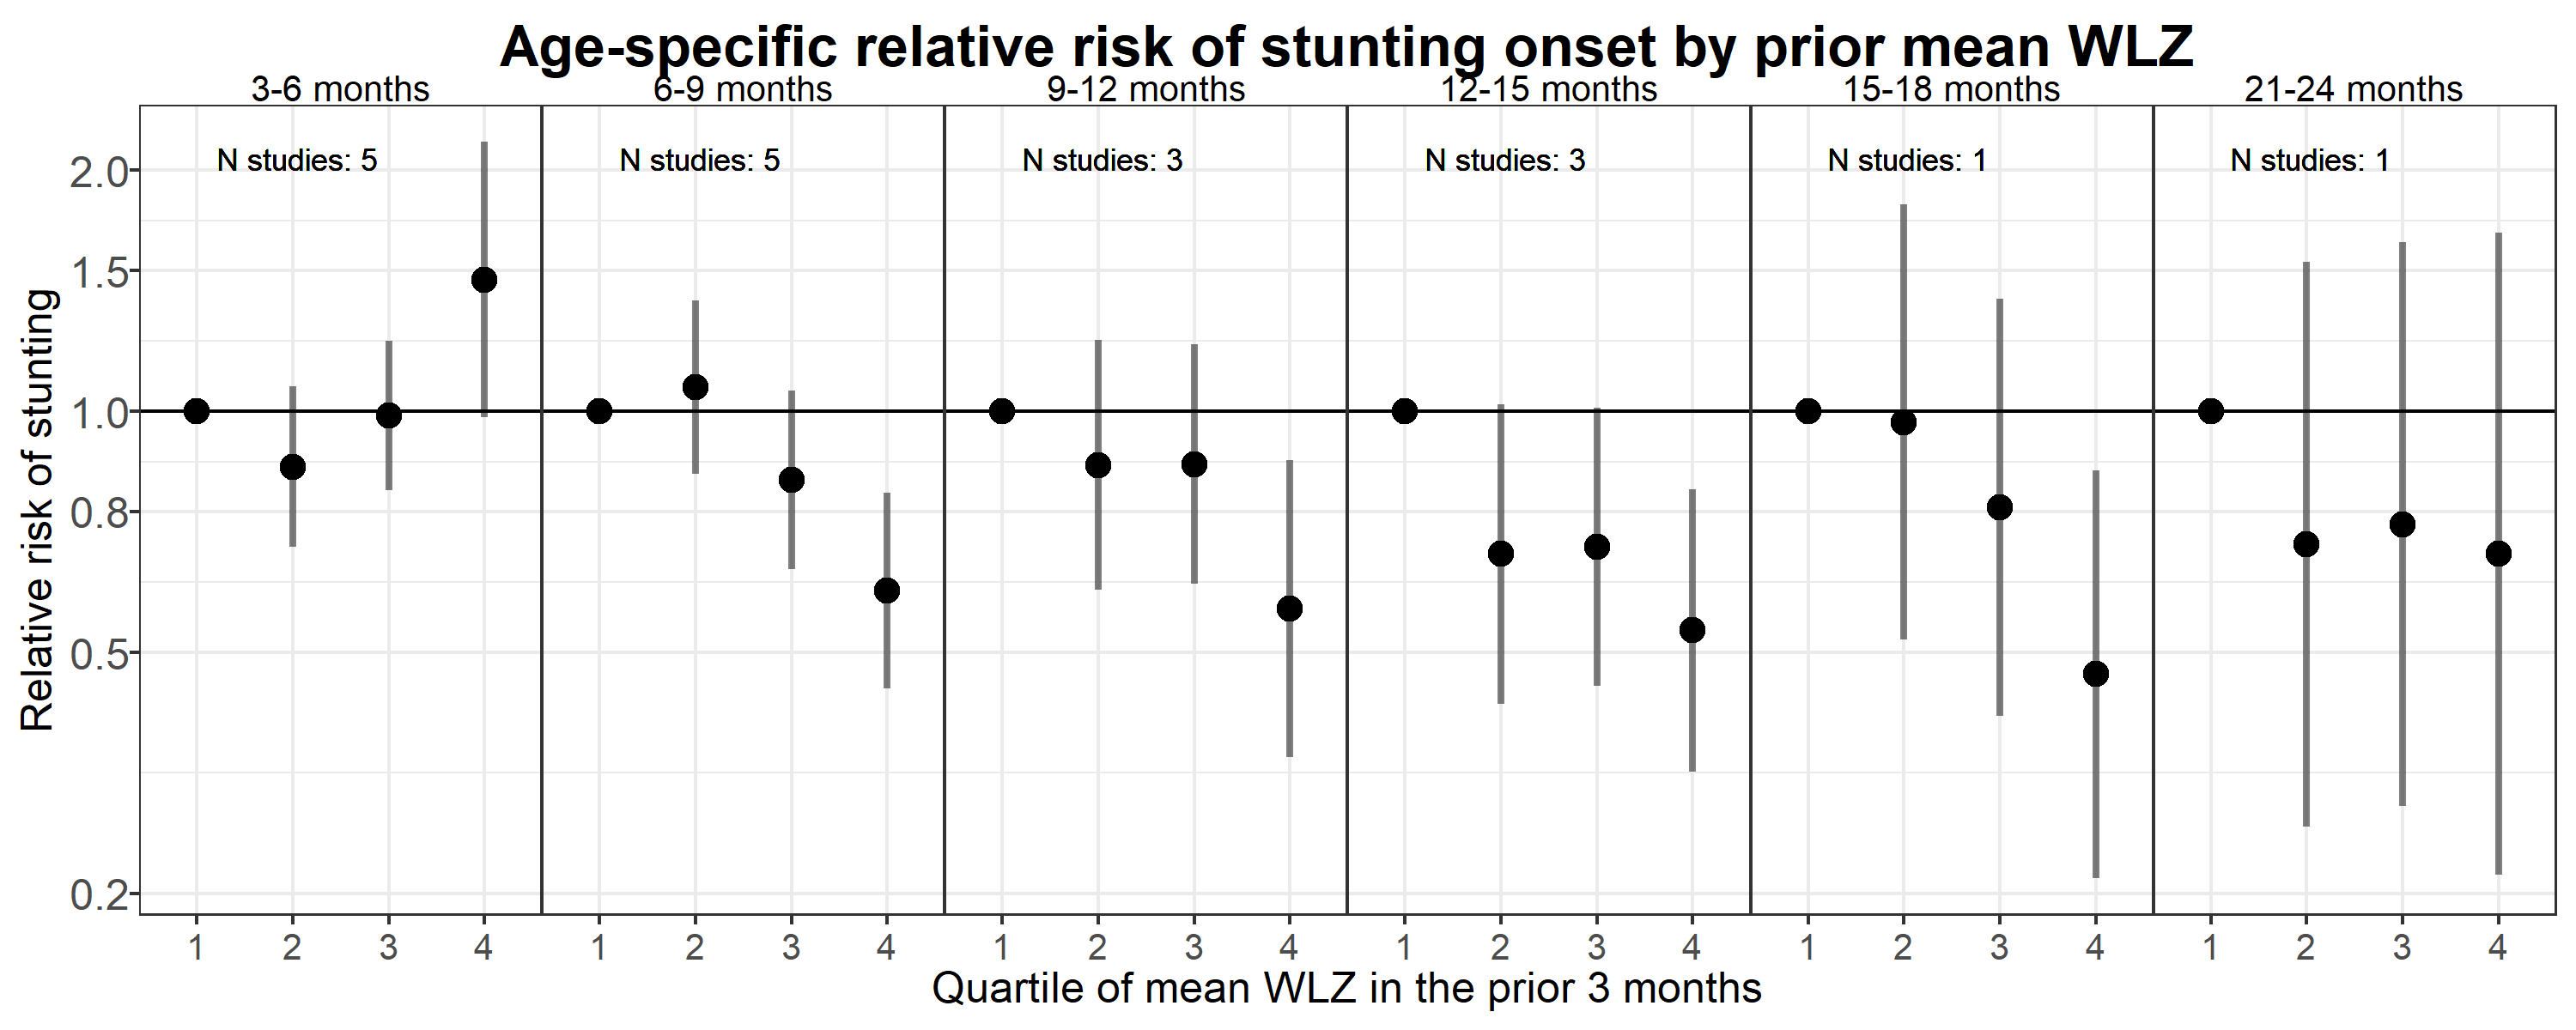 Age-specific relative risk of stunting onset by prior mean WLZ
3-6 months 6-9 months 9-12 months 12-15 months 15-18 months 21-24 months
N studies: 5 N studies: 5 N studies: 3 N studies: 3 N studies: 1 N studies: 1
2.0
1.5
1.0
0.8
0.5
0.2
Relative risk of stunting
1 2 3 4 1 2 3 4 1 2 3 4 1 2 3 4 1 2 3 4 1 2 3 4
Quartile of mean WLZ in the prior 3 months